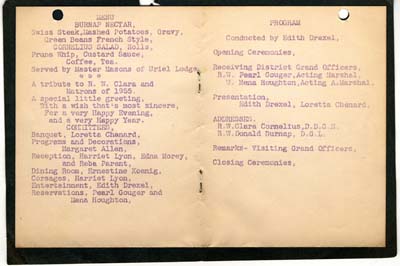 MENU
BURNAP NECTAR,
Swiss Steak,Mashed Potatoes, Gravy,
Green Beans French Style,
CORNELIUS SALAD, Rolls,
Prune Whip, Custard Sauce,
Coffee, Tea.
Served by Master Masons of Uriel Lodge,
* * *
A tribute to R. W. Clara and
Matrons of 1958.
A special little greeting,
With a wish that's most sincere,
For a very Happy Evening,
and a very Happy Year.
COMMITTEES,
Banquet, Loretta Chenard,
Programs and Decorations,
Margaret Allen,
Reception, Harriet Lyon, Edna Morey,
and Reba Parent,
Dining Room, Ernestine Koenig,
Corsages, Harriet Lyon,
Entertainment, Edith Drexel,
Reservations, Pearl Gouger and
Mena Houghton,
PROGRAM
Conducted by Edith Drexel,
Opening Ceremonies,
Receiving District Grand Officers,
R.W. Pearl Gouger,Acting Marshal,
W. Mena Houghton,Acting A.Marshal.
Presentation,
Edith Drexel, Loretta Chenard,
ADDRESSES.
R.W.Clara Cornelius,D.D.G.M.
R.W.Donald Burnap, D.G.L.
Remarks- Visiting Grand Officers,
Closing Ceremonies,